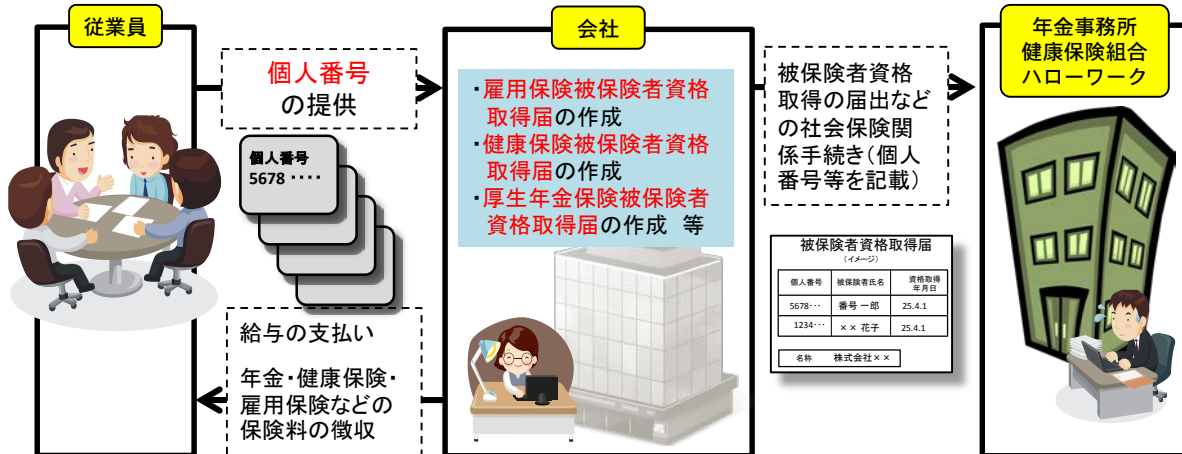 従業員
個人番号
の提供
個人番号
5678 ‥‥
給与の支払い
年金・健康保険・
雇用保険などの
保険料の徴収
会社
・雇用保険被保険者資格
取得届の作成
・健康保険被保険者資格
取得届の作成
・厚生年金保険被保険者
資格取得届の作成 等
被保険者資格
取得の届出など
の社会保険関
係手続き(個人
番号等を記載)
被保険者資格取得届
(イメージ)
個人番号 被保険者氏名 資格取得
年月日
5678‥‥ 番号 一郎 25.4.1
1234‥‥ ×× 花子 25.4.1
名称 株式会社××
年金事務所
健康保険組合
ハローワーク